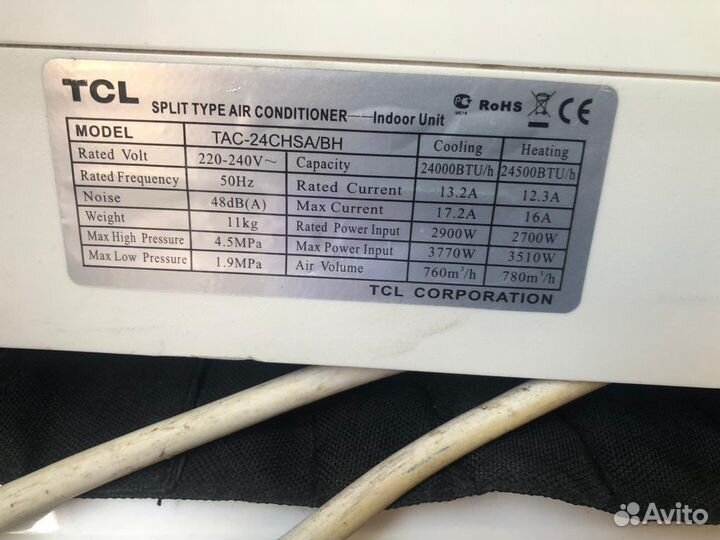 TCL SPLIT TYPE AIR CONDITIONER—Indoor Unit RoHS CE
MODEL TAC-24CHSA/BH Cooling Heating
Rated Volt 220-240V~ Capacity 24000BTU/h 24500BTU/h
Rated Frequency 50Hz Rated Current 13.2A 12.3A
Noise 48dB(A) Max Current 17.2A 16A
Weight 11kg Rated Power Input 2900W 2700W
Max High Pressure 4.5MPa Max Power Input 3770W 3510W
Max Low Pressure 1.9MPa Air Volume 760m³/h 780m³/h
TCL CORPORATION
Avito